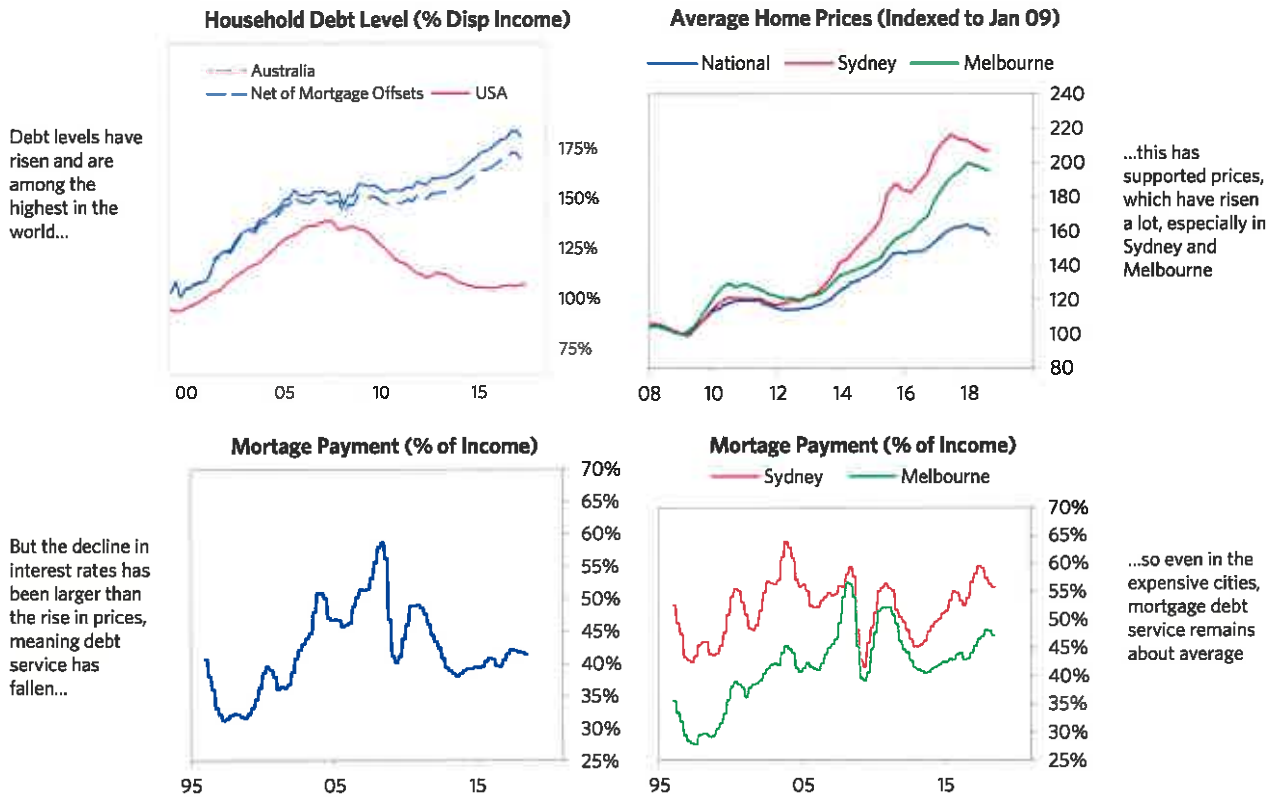 Household Debt Level (% Disp Income)
Australia
Net of Mortgage Offsets
USA
Debt levels have
risen and are
among the
highest in the
world...
175%
150%
125%
100%
75%
00
05
10
15
Average Home Prices (Indexed to Jan 09)
National
Sydney
Melbourne
240
220
200
180
160
140
120
100
80
08
10
12
14
16
18
...this has
supported prices,
which have risen
a lot, especially in
Sydney and
Melbourne
Mortage Payment (% of Income)
But the decline in
interest rates has
been larger than
the rise in prices,
meaning debt
service has
fallen...
70%
65%
60%
55%
50%
45%
40%
35%
30%
25%
95
05
15
Mortage Payment (% of Income)
Sydney
Melbourne
70%
65%
60%
55%
50%
45%
40%
35%
30%
25%
95
05
15
...so even in the
expensive cities,
mortgage debt
service remains
about average